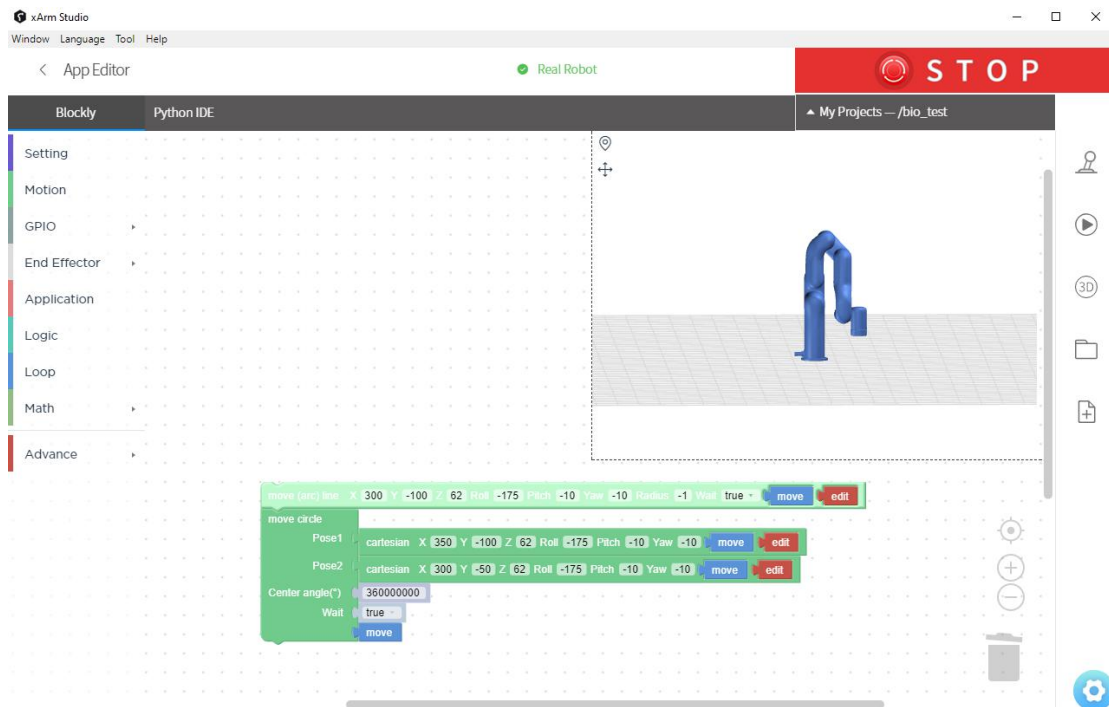 xArm Studio
Window Language Tool Help
App Editor
Real Robot
STOP
Blockly
Python IDE
My Projects — /bio_test
Setting
Motion
GPIO
End Effector
Application
Logic
Loop
Math
Advance
3D
move (arc) line X 300 Y -100 Z 62 Roll -175 Pitch -10 Yaw -10 Radius -1 Wait true move edit
move circle
Pose1 cartesian X 350 Y -100 Z 62 Roll -175 Pitch -10 Yaw -10 move edit
Pose2 cartesian X 300 Y -50 Z 62 Roll -175 Pitch -10 Yaw -10 move edit
Center angle(°) 360000000
Wait true
move